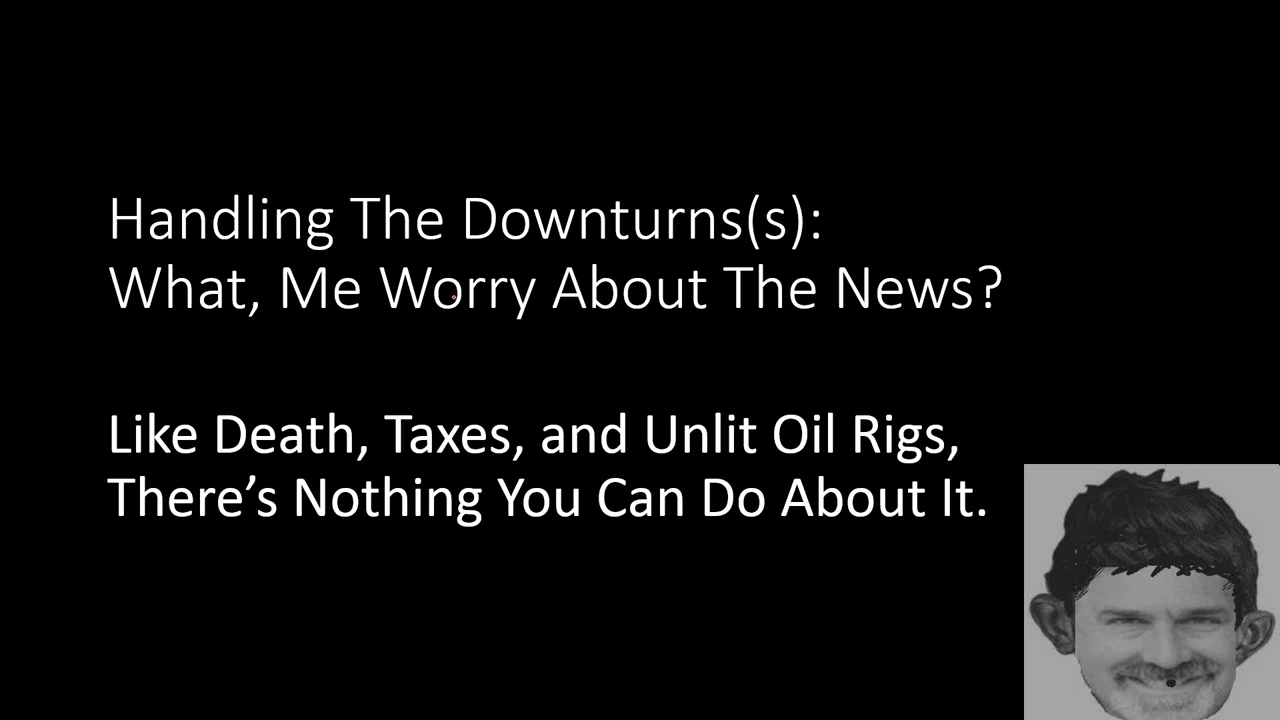 Handling The Downturns(s):
What, Me Worry About The News?
Like Death, Taxes, and Unlit Oil Rigs,
There’s Nothing You Can Do About It.